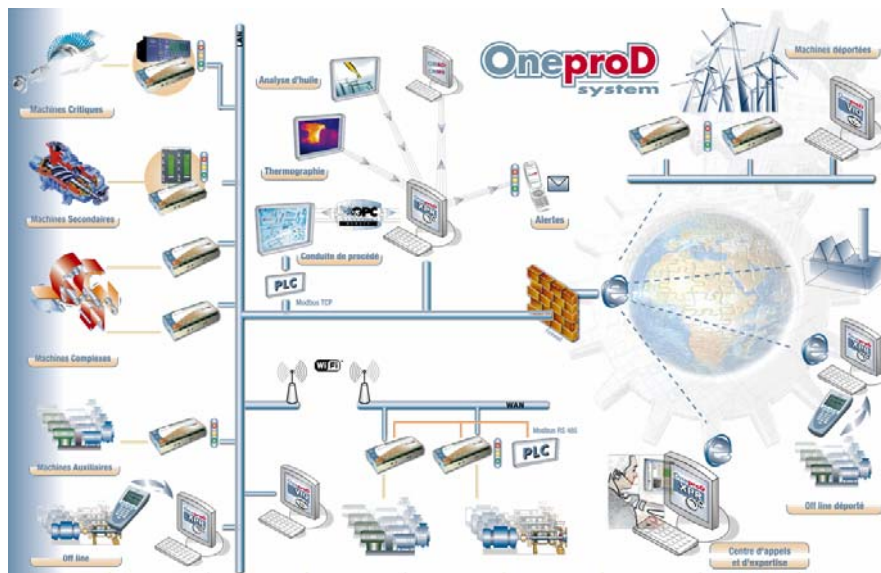 LAN
OneproD
system
Machines Critiques
Analyse d'huile
Machines déportées
Thermographie
Machines Secondaires
OPC
Alertes
Conduite de procédé
PLC
Modbus TCP
Machines Complexes
WiFi
WAN
Modbus RS 485
PLC
Machines Auxiliaires
Off line
Off line déporté
Centre d'appels
et d'expertise